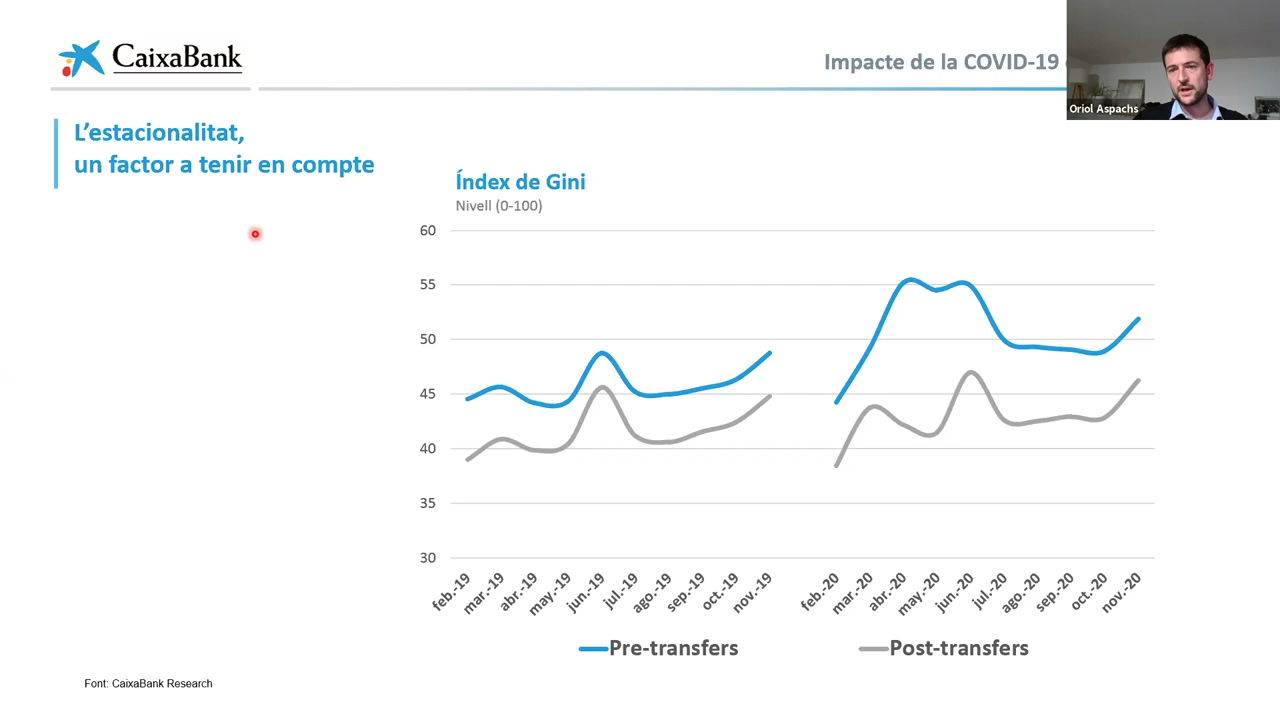 CaixaBank
Impacte de la COVID-19
Oriol Aspachs
L'estacionalitat,
un factor a tenir en compte
Índex de Gini
Nivell (0-100)
60
55
50
45
40
35
30
feb.-19 mar.-19 abr.-19 may.-19 jun.-19 jul.-19 ago.-19 sep.-19 oct.-19 nov.-19 feb.-20 mar.-20 abr.-20 may.-20 jun.-20 jul.-20 ago.-20 sep.-20 oct.-20 nov.-20
Pre-transfers Post-transfers
Font: CaixaBank Research